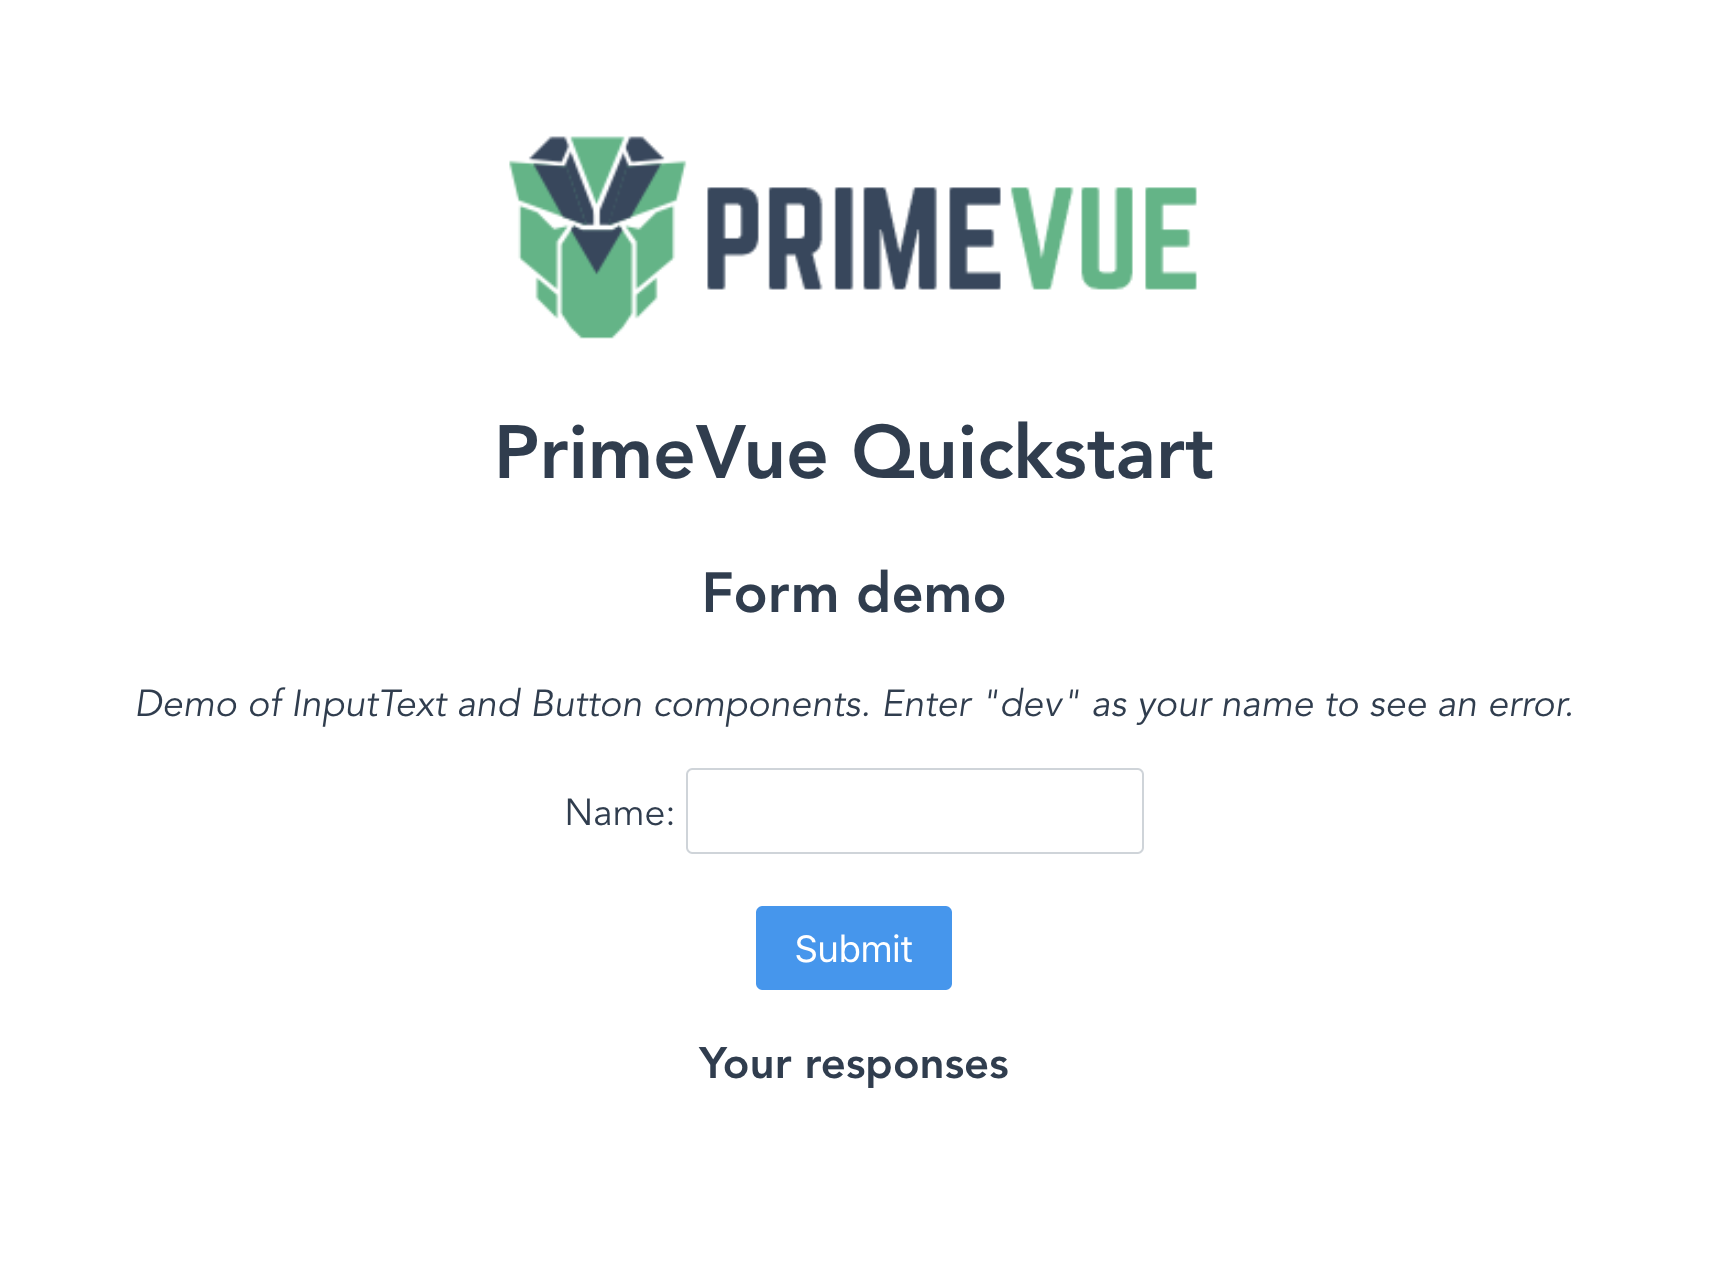 PRIMEVUE
PrimeVue Quickstart
Form demo
Demo of InputText and Button components. Enter "dev" as your name to see an error.
Name:
Submit
Your responses